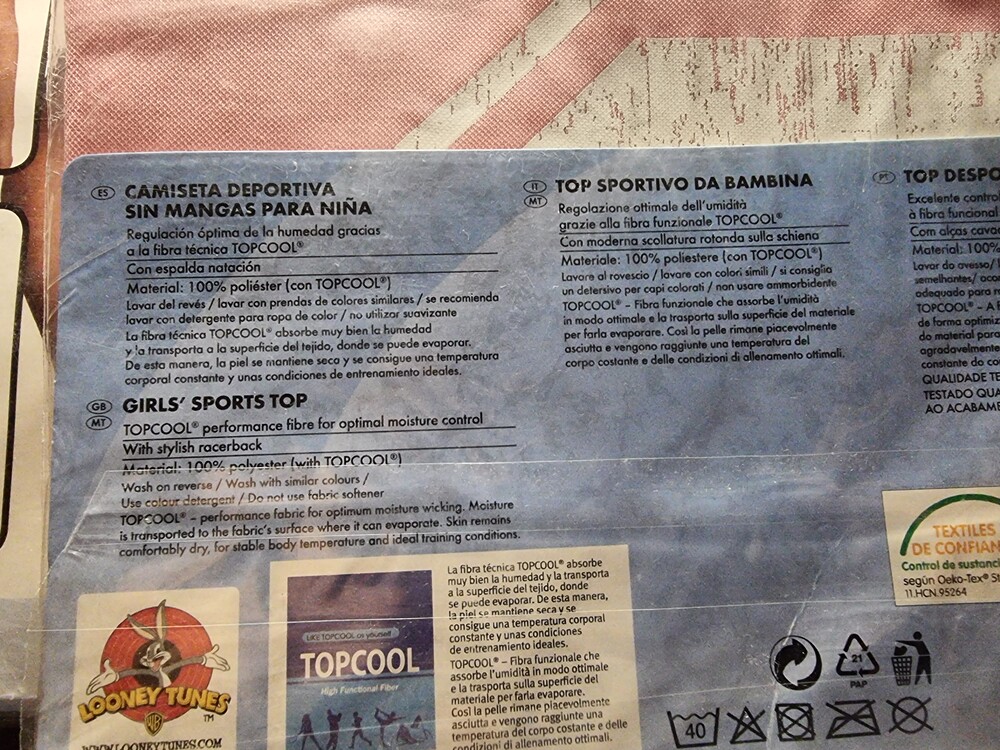 ES CAMISETA DEPORTIVA
SIN MANGAS PARA NIÑA
Regulación óptima de la humedad gracias
a la fibra técnica TOPCOOL®
Con espalda natación
Material: 100% poliéster (con TOPCOOL®)
Lavar del revés / lavar con prendas de colores similares / se recomienda
lavar con detergente para ropa de color / no utilizar suavizante
La fibra técnica TOPCOOL® absorbe muy bien la humedad
y la transporta a la superficie del tejido, donde se puede evaporar.
De esta manera, la piel se mantiene seca y se consigue una temperatura
corporal constante y unas condiciones de entrenamiento ideales.
GB MT GIRLS' SPORTS TOP
TOPCOOL® performance fibre for optimal moisture control
With stylish racerback
Material: 100% polyester (with TOPCOOL®)
Wash on reverse / Wash with similar colours /
Use colour detergent / Do not use fabric softener
TOPCOOL® – performance fabric for optimum moisture wicking. Moisture
is transported to the fabric's surface where it can evaporate. Skin remains
comfortably dry, for stable body temperature and ideal training conditions.
IT MT TOP SPORTIVO DA BAMBINA
Regolazione ottimale dell'umidità
grazie alla fibra funzionale TOPCOOL®
Con moderna scollatura rotonda sulla schiena
Materiale: 100% poliestere (con TOPCOOL®)
Lavare al rovescio / lavare con colori simili / si consiglia
un detersivo per capi colorati / non usare ammorbidente
TOPCOOL® – Fibra funzionale che assorbe l'umidità
in modo ottimale e la trasporta sulla superficie del materiale
per farla evaporare. Così la pelle rimane piacevolmente
asciutta e vengono raggiunte una temperatura del
corpo costante e delle condizioni di allenamento ottimali.
PT TOP DESPO
Excelente control
à fibra funcional
Com alças cava
Material: 100%
Lavar do avesso/
semelhantes/
adequado para
TOPCOOL® – A
de forma optimiz
do material para
agradavelmente
constante do co
QUALIDADE TE
TESTADO QUA
AO ACABAME
TEXTILES
DE CONFIAN
Control de sustanci
según Oeko-Tex® S
11.HCN.95264
LOONEY TUNES
WB TM
WWW.LOONEYTUNES.COM
LIKE TOPCOOL as yourself
TOPCOOL
High Functional Fiber
La fibra técnica TOPCOOL® absorbe
muy bien la humedad y la transporta
a la superficie del tejido, donde
se puede evaporar. De esta manera,
la piel se mantiene seca y se
consigue una temperatura corporal
constante y unas condiciones
de entrenamiento ideales.
TOPCOOL® – Fibra funzionale che
assorbe l'umidità in modo ottimale
e la trasporta sulla superficie del
materiale per farla evaporare.
Così la pelle rimane piacevolmente
asciutta e vengono raggiunte una
temperatura del corpo costante e delle
condizioni di allenamento ottimali.
21
PAP
40